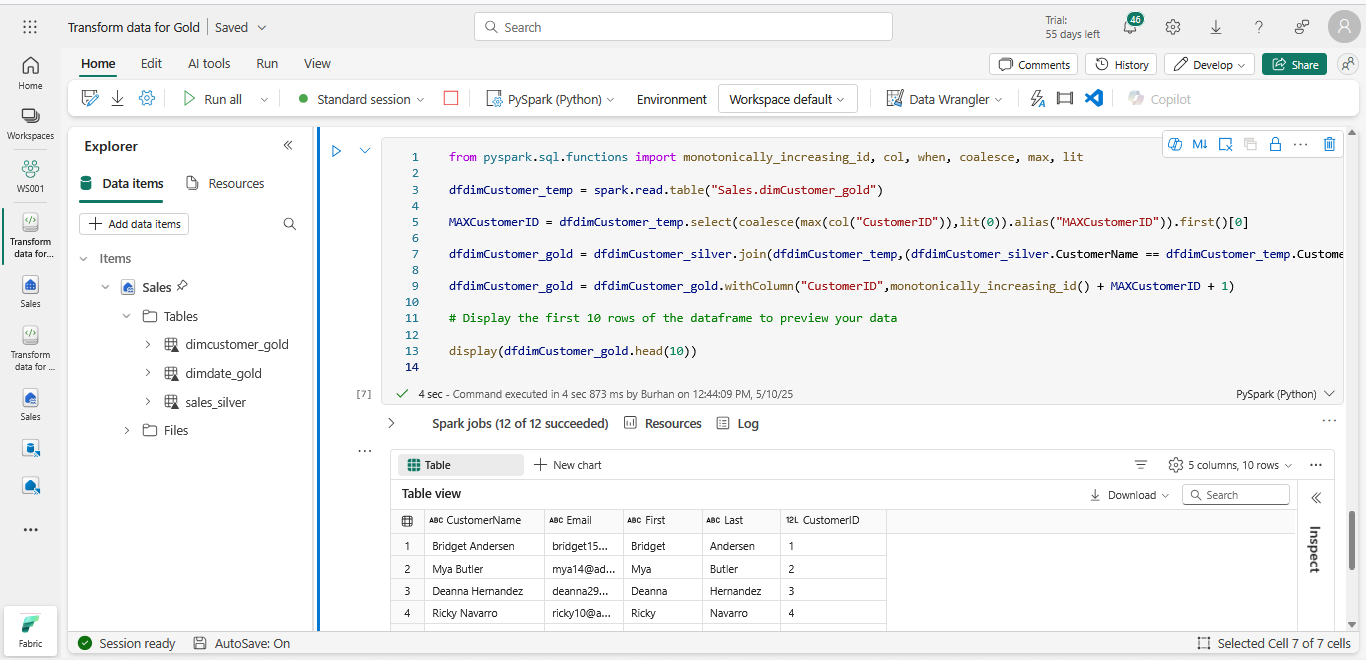 Transform data for Gold
Saved
Search
Trial:
55 days left
46
Home
Edit
AI tools
Run
View
Comments
History
Develop
Share
Run all
Standard session
PySpark (Python)
Environment
Workspace default
Data Wrangler
Copilot
Home
Workspaces
WS001
Transform
data for...
Sales
Transform
data for ...
Sales
Fabric
Explorer
Data items
Resources
Add data items
Items
Sales
Tables
dimcustomer_gold
dimdate_gold
sales_silver
Files
M↓
1 from pyspark.sql.functions import monotonically_increasing_id, col, when, coalesce, max, lit
2
3 dfdimCustomer_temp = spark.read.table("Sales.dimCustomer_gold")
4
5 MAXCustomerID = dfdimCustomer_temp.select(coalesce(max(col("CustomerID")),lit(0)).alias("MAXCustomerID")).first()[0]
6
7 dfdimCustomer_gold = dfdimCustomer_silver.join(dfdimCustomer_temp,(dfdimCustomer_silver.CustomerName == dfdimCustomer_temp.Custome
8
9 dfdimCustomer_gold = dfdimCustomer_gold.withColumn("CustomerID",monotonically_increasing_id() + MAXCustomerID + 1)
10
11 # Display the first 10 rows of the dataframe to preview your data
12
13 display(dfdimCustomer_gold.head(10))
14
[7]
4 sec - Command executed in 4 sec 873 ms by Burhan on 12:44:09 PM, 5/10/25
PySpark (Python)
Spark jobs (12 of 12 succeeded)
Resources
Log
Table
New chart
5 columns, 10 rows
Table view
Download
Search
Inspect
ABC CustomerName ABC Email ABC First ABC Last 12L CustomerID
1 Bridget Andersen bridget15... Bridget Andersen 1
2 Mya Butler mya14@ad... Mya Butler 2
3 Deanna Hernandez deanna29... Deanna Hernandez 3
4 Ricky Navarro ricky10@a... Ricky Navarro 4
Session ready
AutoSave: On
Selected Cell 7 of 7 cells